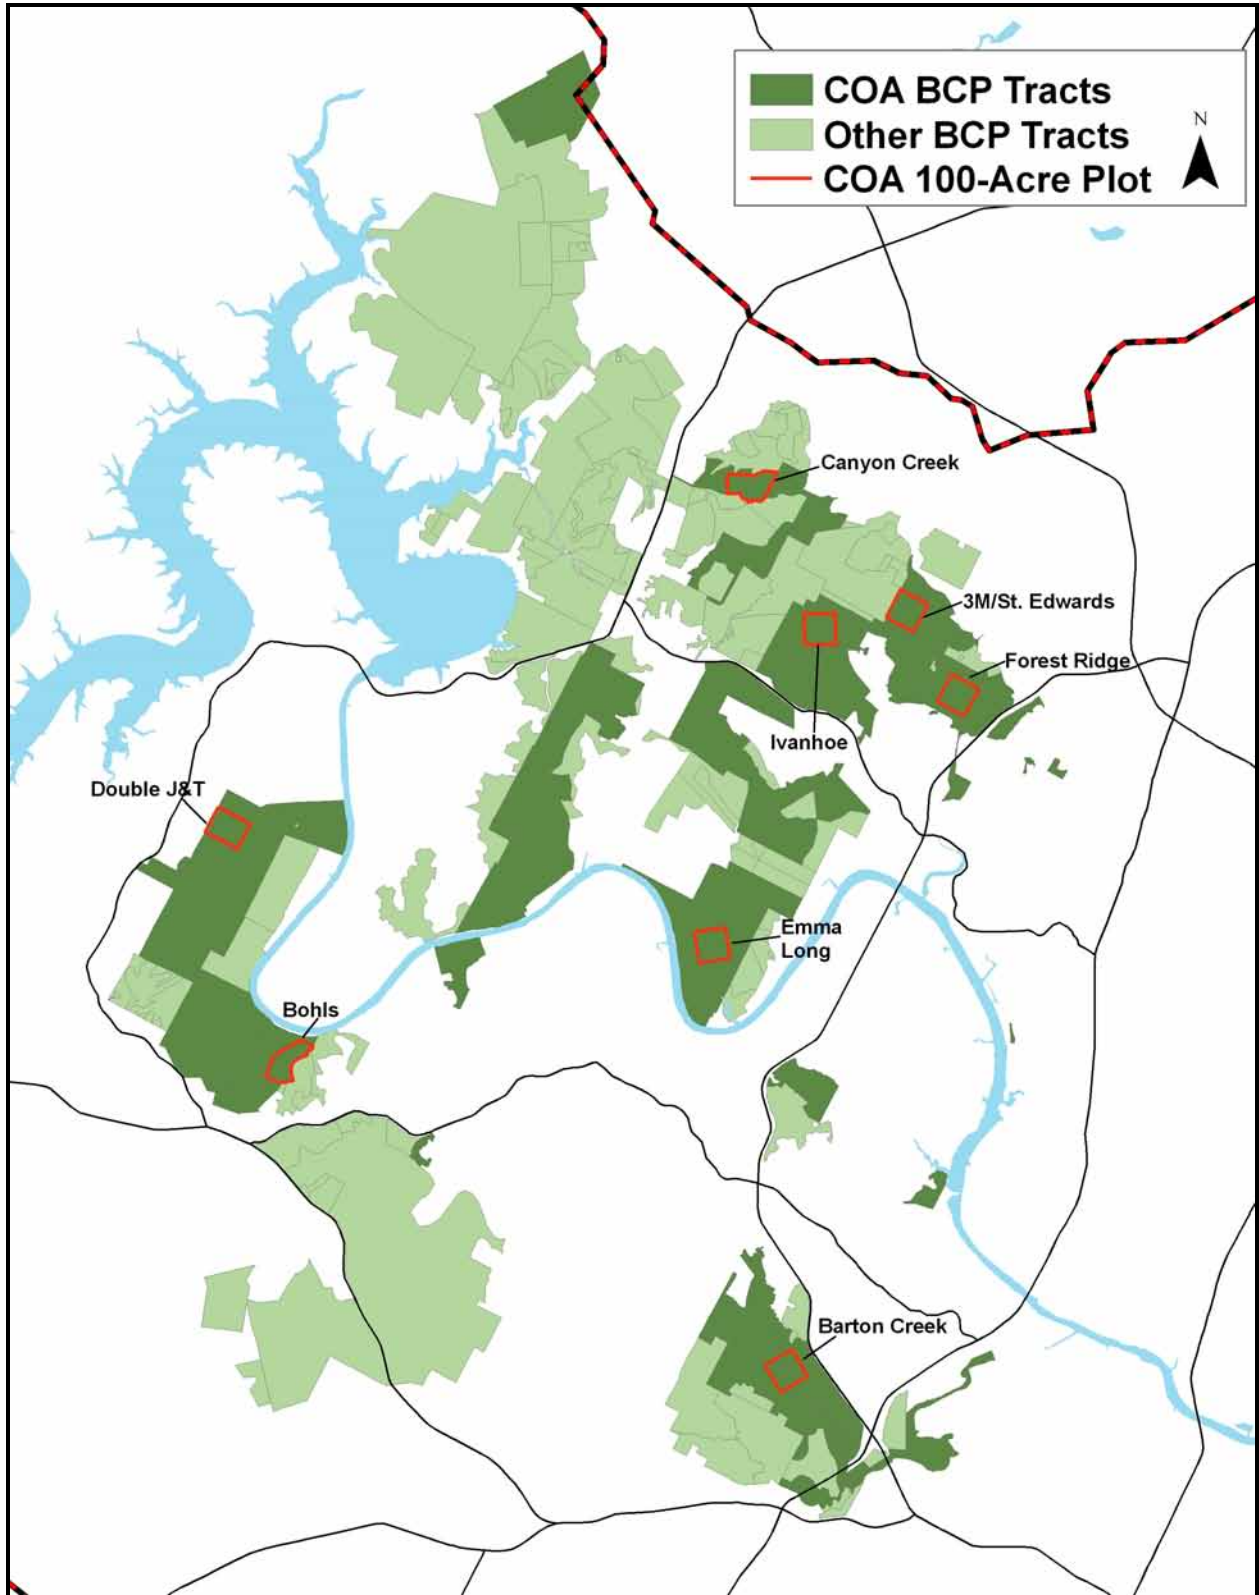 COA BCP Tracts
Other BCP Tracts
COA 100-Acre Plot
N
Canyon Creek
3M/St. Edwards
Forest Ridge
Ivanhoe
Double J&T
Emma
Long
Bohls
Barton Creek